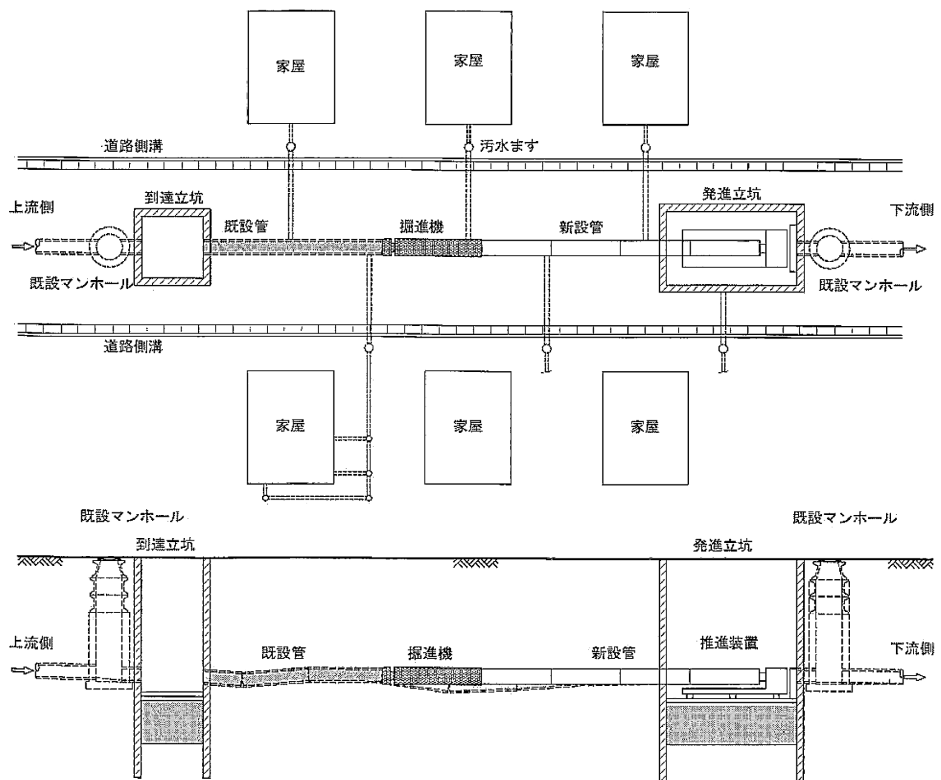 家屋
家屋
家屋
道路側溝
汚水ます
到達立坑
発進立坑
上流側
既設管
掘進機
新設管
下流側
既設マンホール
既設マンホール
道路側溝
家屋
家屋
家屋
既設マンホール
既設マンホール
到達立坑
発進立坑
上流側
既設管
掘進機
新設管
推進装置
下流側